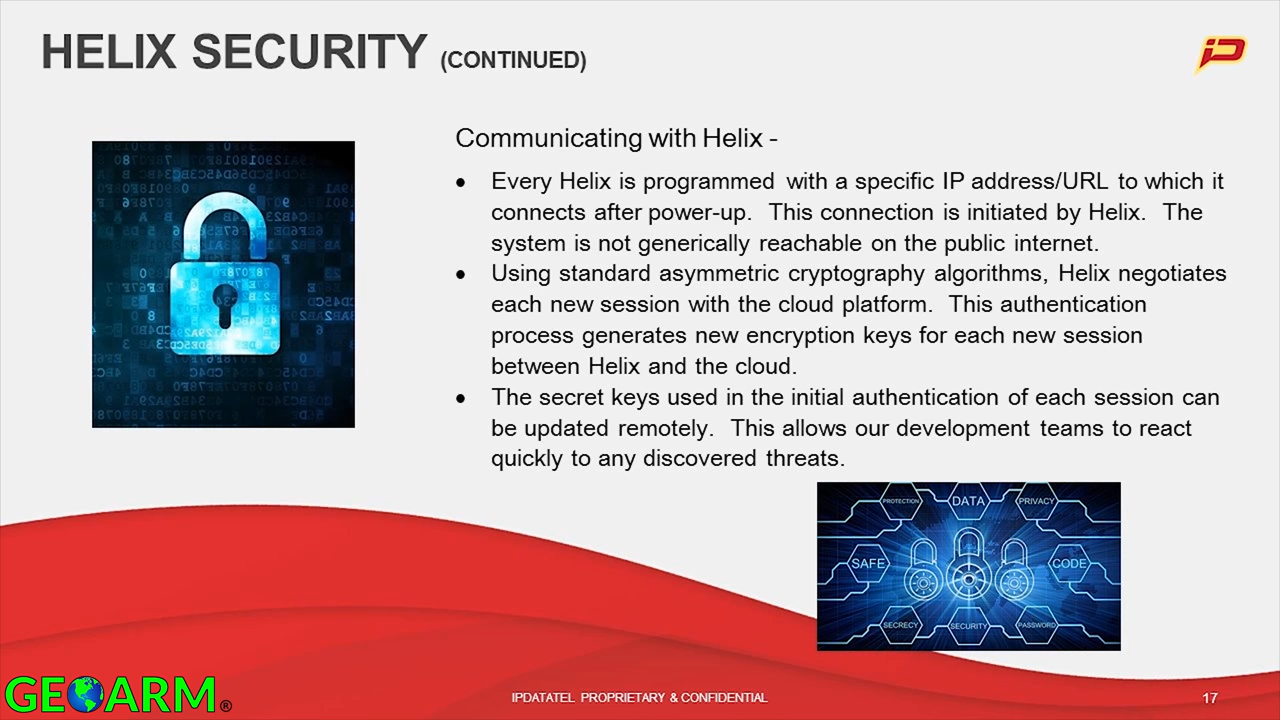 HELIX SECURITY (CONTINUED)
Communicating with Helix -
• Every Helix is programmed with a specific IP address/URL to which it
connects after power-up.  This connection is initiated by Helix.  The
system is not generically reachable on the public internet.
• Using standard asymmetric cryptography algorithms, Helix negotiates
each new session with the cloud platform.  This authentication
process generates new encryption keys for each new session
between Helix and the cloud.
• The secret keys used in the initial authentication of each session can
be updated remotely.  This allows our development teams to react
quickly to any discovered threats.
PROTECTION DATA PRIVACY
SAFE CODE
SECRECY SECURITY PASSWORD
GEOARM®
IPDATATEL PROPRIETARY & CONFIDENTIAL
17